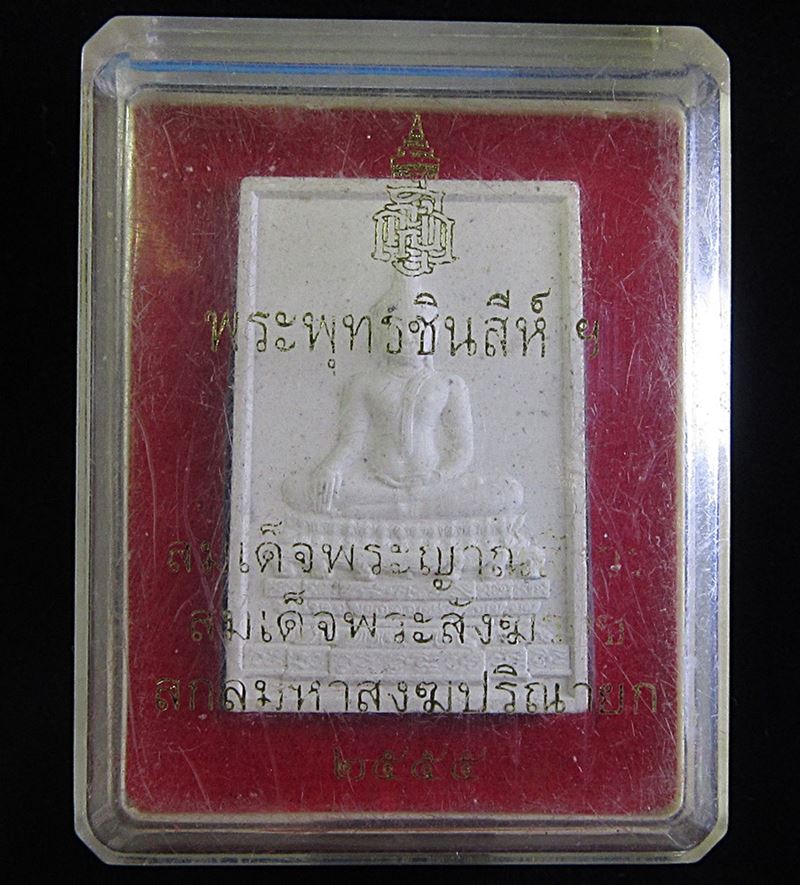 พระพุทธชินสีห์ ฯ
สมเด็จพระญาณสังวร
สมเด็จพระสังฆราช
สกลมหาสังฆปริณายก
๒๕๕๕